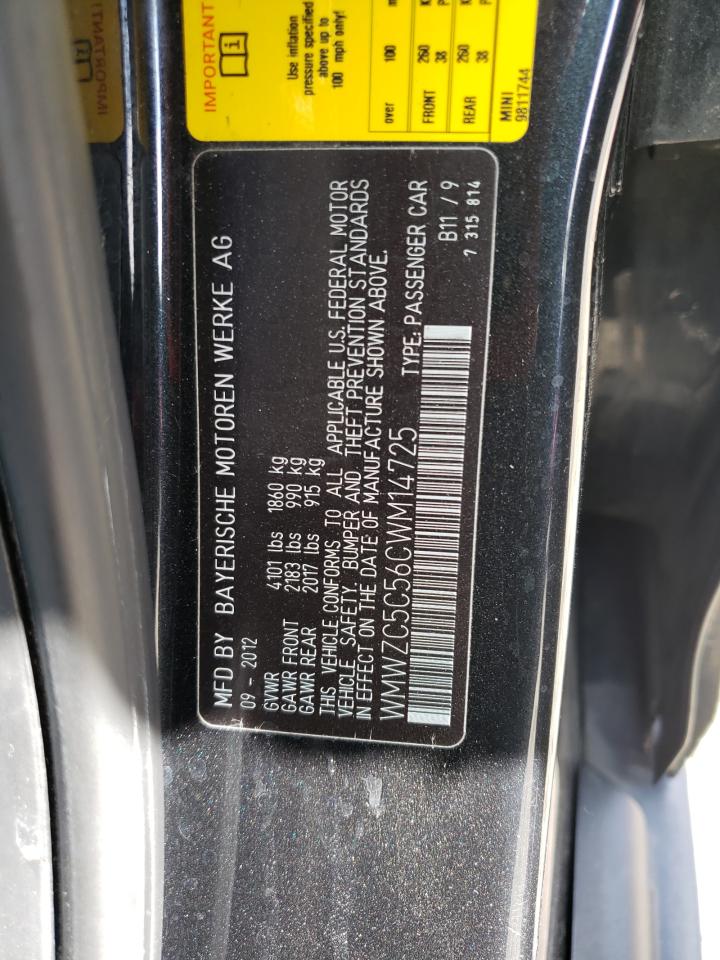 IMPORTANT
Use inflation
pressure specified
above up to
100 mph only!
over 100
FRONT 260
38
REAR 260
38
MINI
9811744
MFD BY BAYERISCHE MOTOREN WERKE AG
09 - 2012
GVWR 4101 lbs 1860 kg
GAWR FRONT 2183 lbs 990 kg
GAWR REAR 2017 lbs 915 kg
THIS VEHICLE CONFORMS TO ALL APPLICABLE U.S. FEDERAL MOTOR
VEHICLE SAFETY, BUMPER AND THEFT PREVENTION STANDARDS
IN EFFECT ON THE DATE OF MANUFACTURE SHOWN ABOVE.
WMWZC5C56CWM14725 TYPE: PASSENGER CAR
B11 / 9
7 315 814